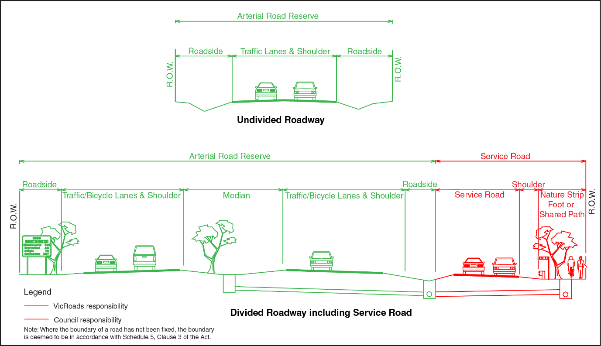 Arterial Road Reserve
Roadside Traffic Lanes & Shoulder Roadside
R.O.W. R.O.W.
Undivided Roadway
Arterial Road Reserve Service Road
Roadside Roadside Shoulder
Traffic/Bicycle Lanes & Shoulder Median Traffic/Bicycle Lanes & Shoulder Service Road Nature Strip
Foot or
Shared Path
R.O.W. R.O.W.
Legend
VicRoads responsibility
Divided Roadway including Service Road
Council responsibility
Note: Where the boundary of a road has not been fixed, the boundary
is deemed to be in accordance with Schedule 5, Clause 3 of the Act.